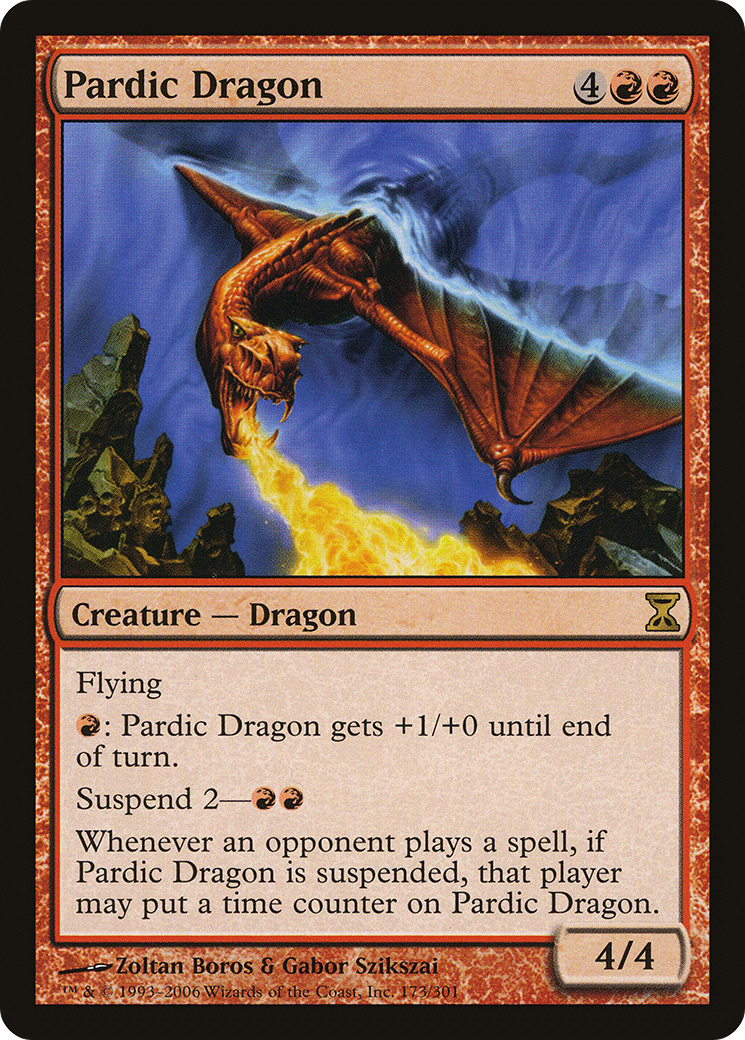 Pardic Dragon 4
Creature — Dragon
Flying
: Pardic Dragon gets +1/+0 until end
of turn.
Suspend 2—
Whenever an opponent plays a spell, if
Pardic Dragon is suspended, that player
may put a time counter on Pardic Dragon.
4/4
Zoltan Boros & Gabor Szikszai
™ & © 1993–2006 Wizards of the Coast, Inc. 173/301